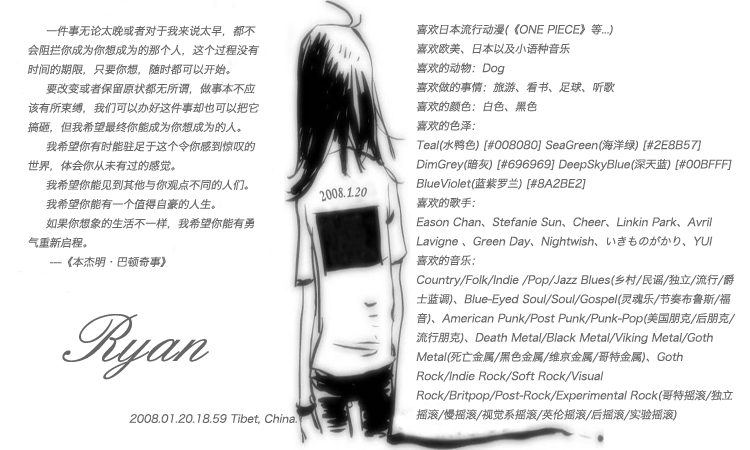 一件事无论太晚或者对于我来说太早，都不
会阻拦你成为你想成为的那个人，这个过程没有
时间的期限，只要你想，随时都可以开始。
要改变或者保留原状都无所谓，做事本不应
该有所束缚，我们可以办好这件事却也可以把它
搞砸，但我希望最终你能成为你想成为的人。
我希望你有时能驻足于这个令你感到惊叹的
世界，体会你从未有过的感觉。
我希望你能见到其他与你观点不同的人们。
我希望你能有一个值得自豪的人生。
如果你想象的生活不一样，我希望你能有勇
气重新启程。
---《本杰明·巴顿奇事》
Ryan
2008.01.20.18.59 Tibet, China.
2008.1.20
喜欢日本流行动漫(《ONE PIECE》等...)
喜欢欧美、日本以及小语种音乐
喜欢的动物：Dog
喜欢做的事情：旅游、看书、足球、听歌
喜欢的颜色：白色、黑色
喜欢的色泽：
Teal(水鸭色) [#008080] SeaGreen(海洋绿) [#2E8B57]
DimGrey(暗灰) [#696969] DeepSkyBlue(深天蓝) [#00BFFF]
BlueViolet(蓝紫罗兰) [#8A2BE2]
喜欢的歌手：
Eason Chan、Stefanie Sun、Cheer、Linkin Park、Avril
Lavigne 、Green Day、Nightwish、いきものがかり、YUI
喜欢的音乐：
Country/Folk/Indie /Pop/Jazz Blues(乡村/民谣/独立/流行/爵
士蓝调)、Blue-Eyed Soul/Soul/Gospel(灵魂乐/节奏布鲁斯/福
音)、American Punk/Post Punk/Punk-Pop(美国朋克/后朋克/
流行朋克)、Death Metal/Black Metal/Viking Metal/Goth
Metal(死亡金属/黑色金属/维京金属/哥特金属)、Goth
Rock/Indie Rock/Soft Rock/Visual
Rock/Britpop/Post-Rock/Experimental Rock(哥特摇滚/独立
摇滚/慢摇滚/视觉系摇滚/英伦摇滚/后摇滚/实验摇滚)